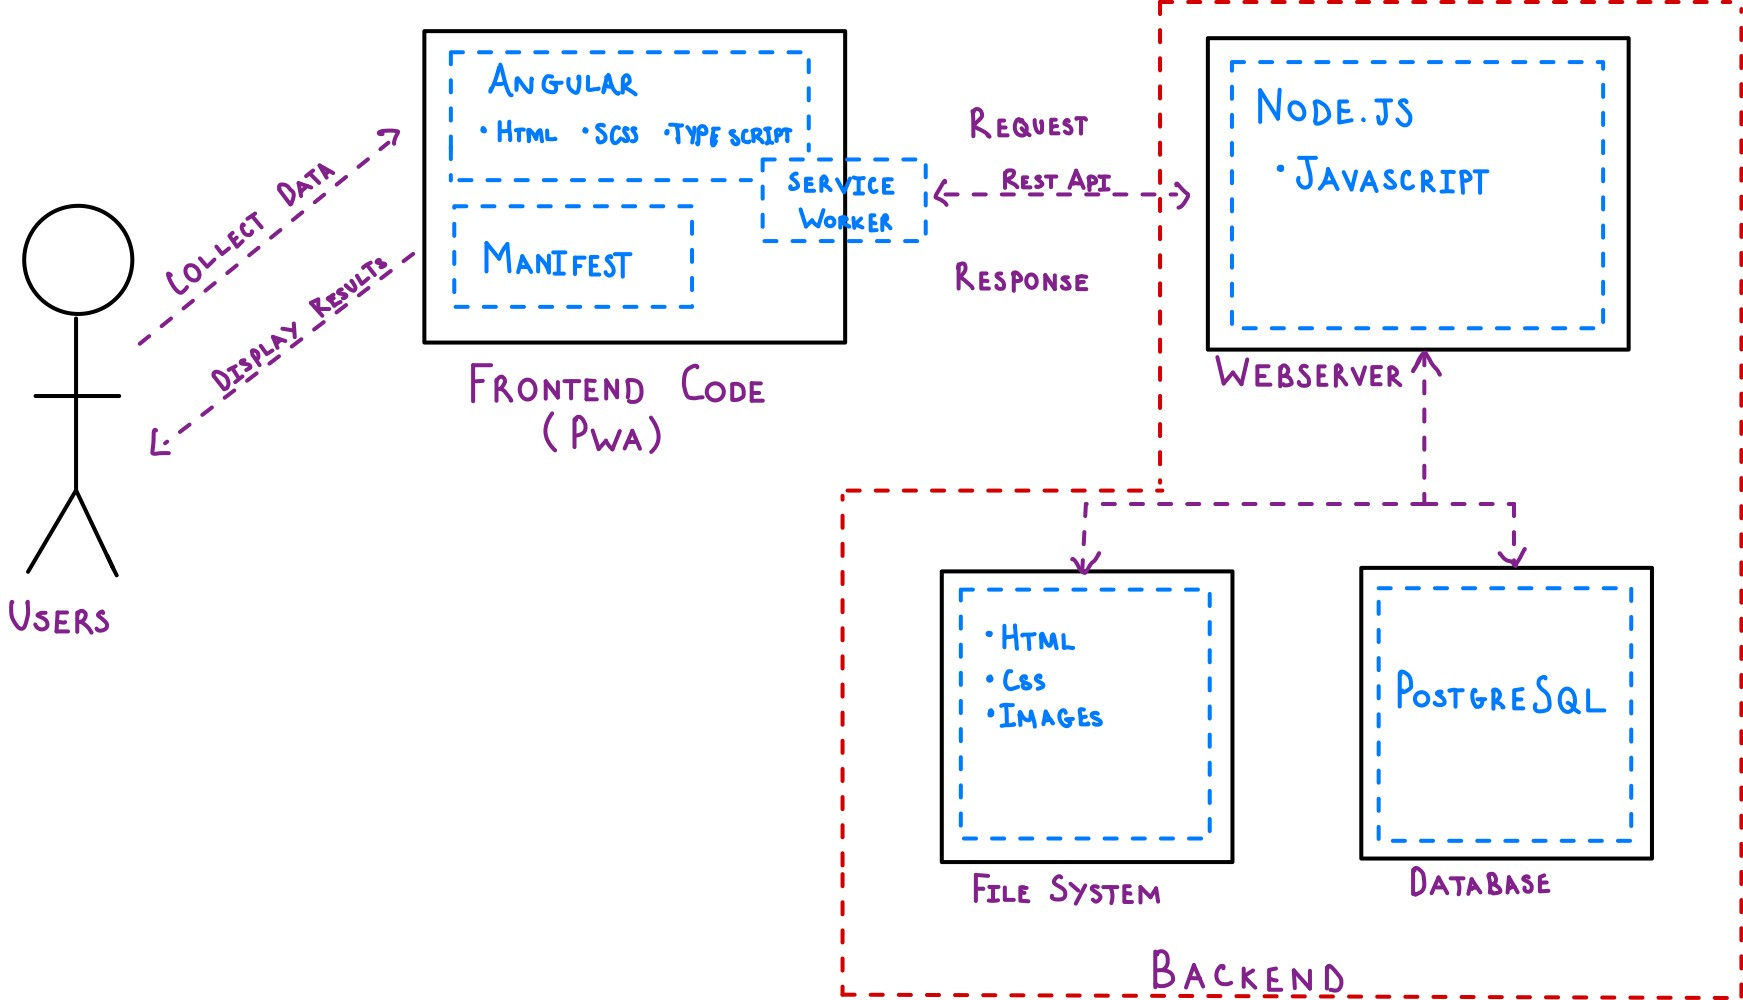 ANGULAR
• HTML • SCSS • TYPE SCRIPT
SERVICE
WORKER
MANIFEST
FRONTEND CODE
(PWA)
COLLECT DATA
DISPLAY RESULTS
USERS
REQUEST
REST API
RESPONSE
NODE.JS
• JAVASCRIPT
WEBSERVER
• HTML
• CSS
• IMAGES
FILE SYSTEM
POSTGRESQL
DATABASE
BACKEND